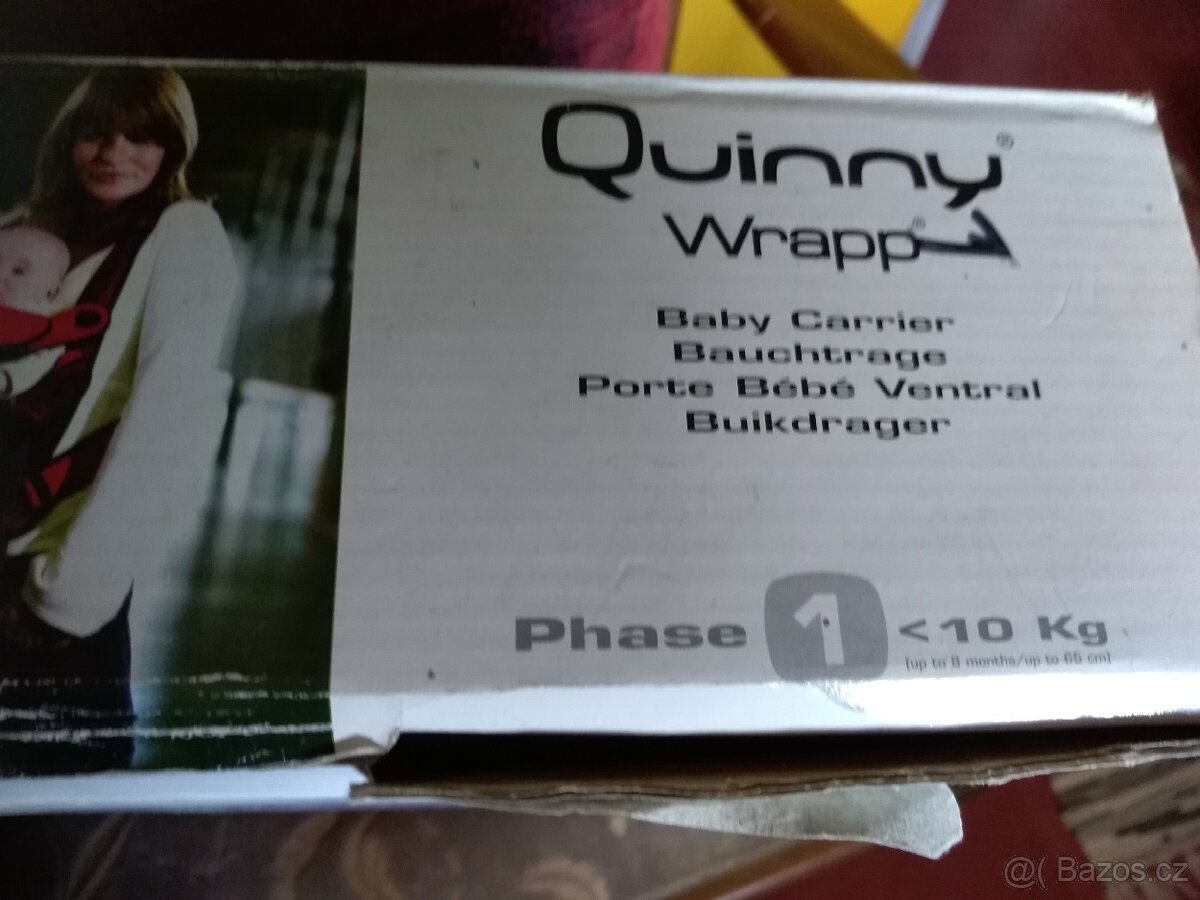 Quinny®
Wrapp®
Baby Carrier
Bauchtrage
Porte Bébé Ventral
Buikdrager
Phase 1 <10 Kg
[up to 8 months/up to 65 cm]
@( Bazos.cz